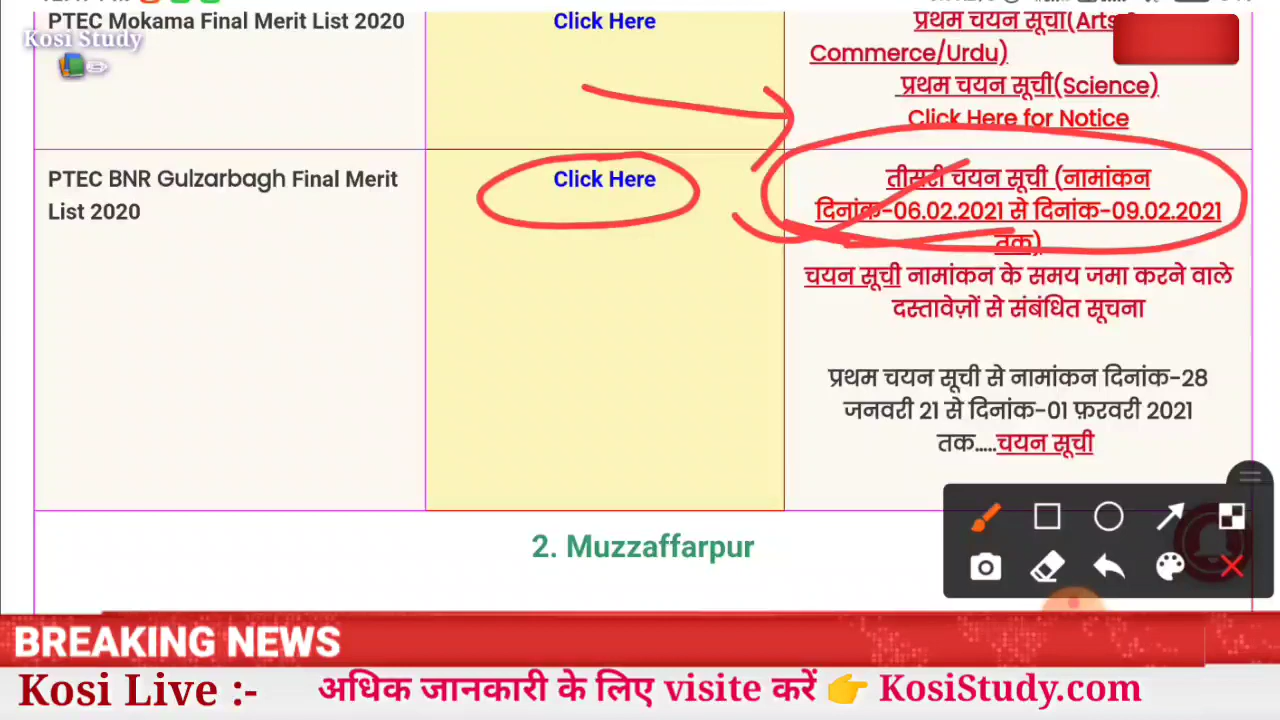 PTEC Mokama Final Merit List 2020
Click Here
प्रथम चयन सूची(Arts
Commerce/Urdu)
प्रथम चयन सूची(Science)
Click Here for Notice
Kosi Study
PTEC BNR Gulzarbagh Final Merit
List 2020
Click Here
तीसरी चयन सूची (नामांकन
दिनांक-06.02.2021 से दिनांक-09.02.2021
तक)
चयन सूची नामांकन के समय जमा करने वाले
दस्तावेज़ों से संबंधित सूचना
प्रथम चयन सूची से नामांकन दिनांक-28
जनवरी 21 से दिनांक-01 फ़रवरी 2021
तक.....चयन सूची
2. Muzzaffarpur
BREAKING NEWS
Kosi Live :- अधिक जानकारी के लिए visite करें 👉 KosiStudy.com